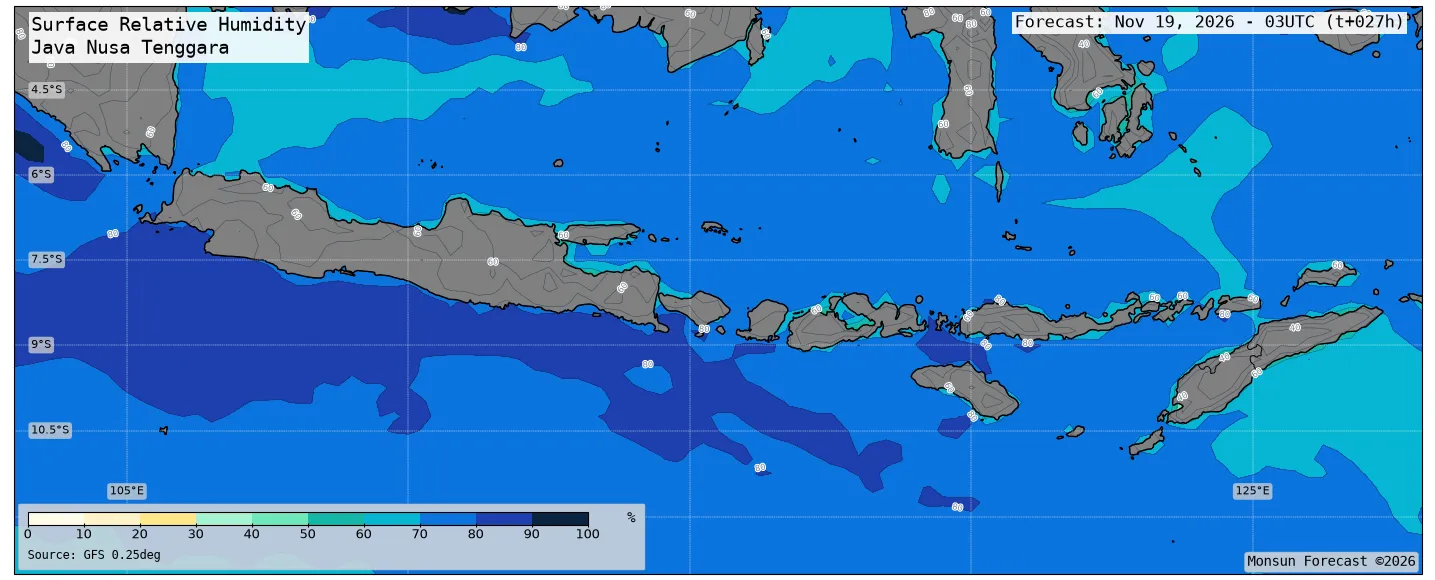 Surface Relative Humidity
Java Nusa Tenggara
Forecast: Nov 19, 2026 - 03UTC (t+027h)
4.5°S
6°S
7.5°S
9°S
10.5°S
105°E
125°E
0 10 20 30 40 50 60 70 80 90 100 %
Source: GFS 0.25deg
Monsun Forecast ©2026